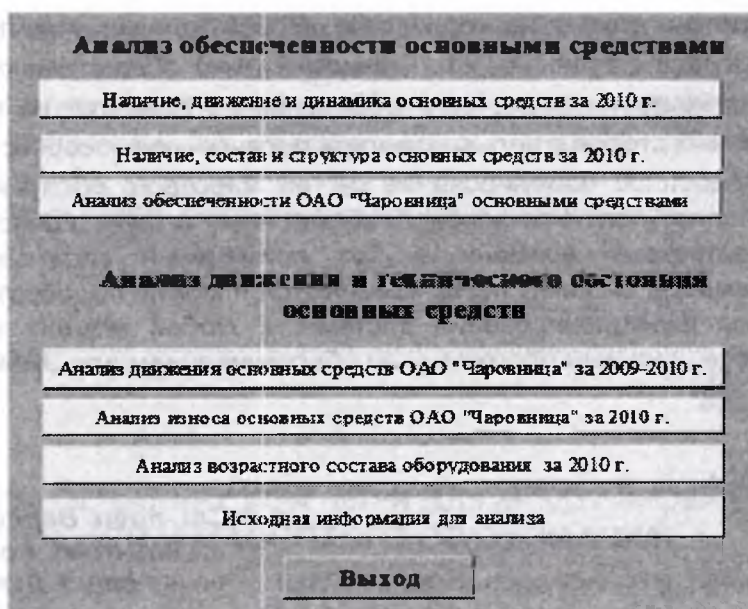 Анализ обеспеченности основными средствами
Наличие, движение и динамика основных средств за 2010 г.
Наличие, состав и структура основных средств за 2010 г.
Анализ обеспеченности ОАО "Чаровница" основными средствами
Анализ движения и технического состояния
основных средств
Анализ движения основных средств ОАО "Чаровница" за 2009-2010 г.
Анализ износа основных средств ОАО "Чаровница" за 2010 г.
Анализ возрастного состава оборудования за 2010 г.
Исходная информация для анализа
Выход